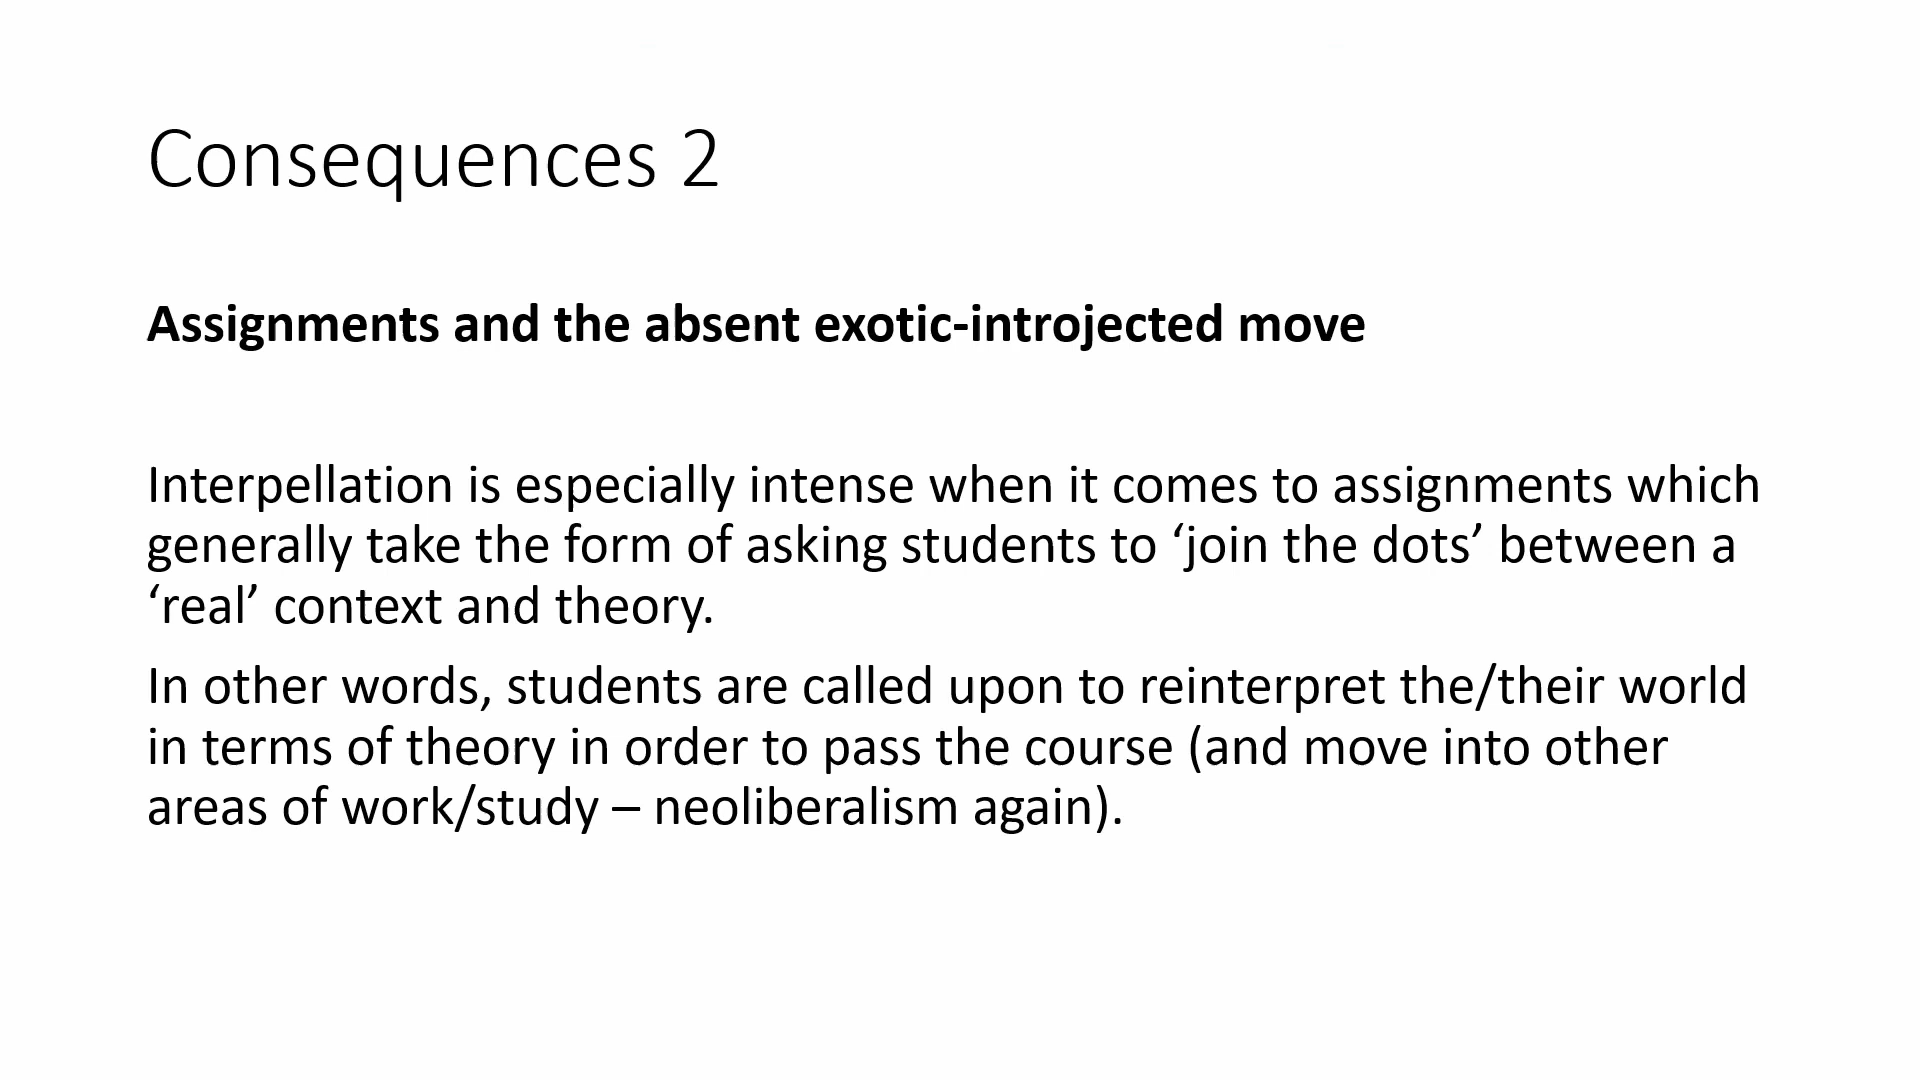 Consequences 2
Assignments and the absent exotic-introjected move
Interpellation is especially intense when it comes to assignments which
generally take the form of asking students to ‘join the dots’ between a
‘real’ context and theory.
In other words, students are called upon to reinterpret the/their world
in terms of theory in order to pass the course (and move into other
areas of work/study – neoliberalism again).